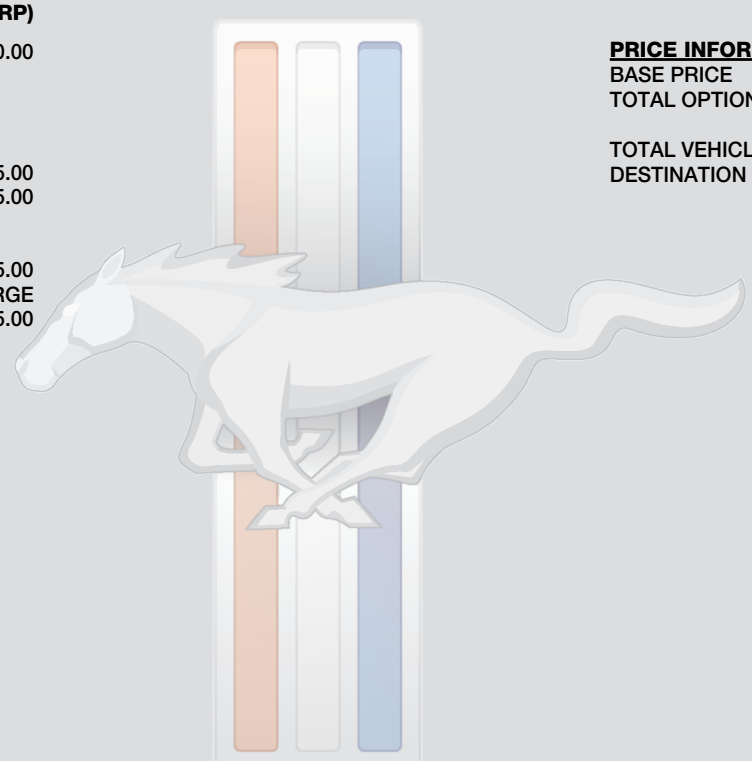 RP)
0.00
5.00
5.00
5.00
RGE
5.00
PRICE INFOR
BASE PRICE
TOTAL OPTION
TOTAL VEHICL
DESTINATION